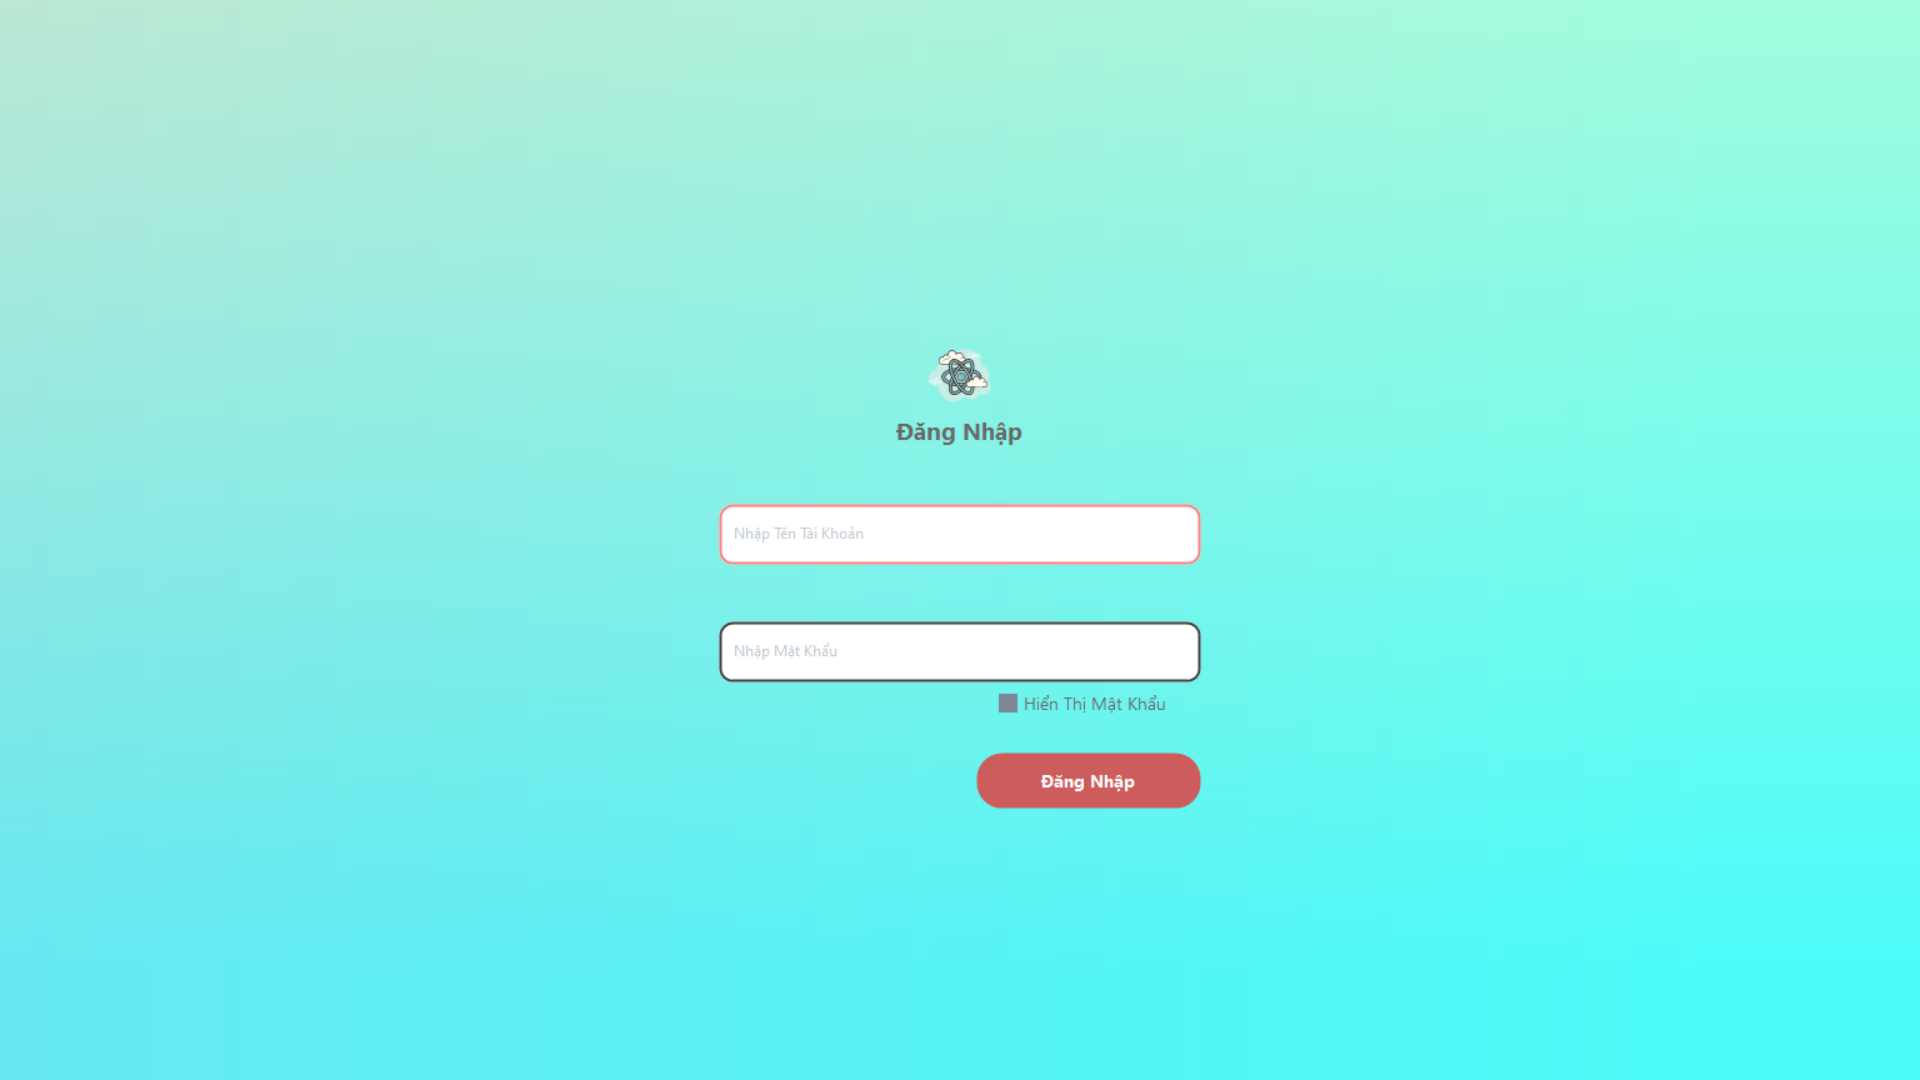 Đăng Nhập
Nhập Tên Tài Khoản
Nhập Mật Khẩu
Hiển Thị Mật Khẩu
Đăng Nhập